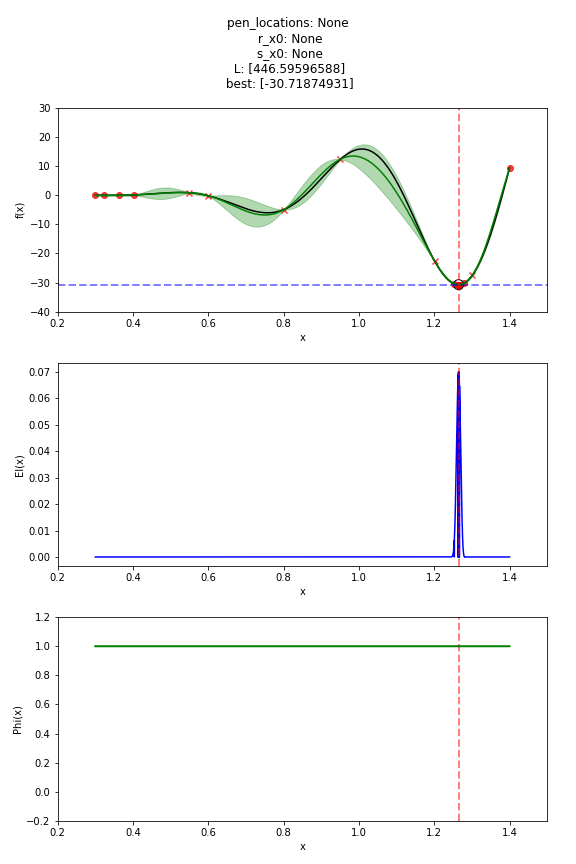 pen_locations: None
r_x0: None
s_x0: None
L: [446.59596588]
best: [-30.71874931]
30
20
10
0
−10
−20
−30
−40
f(x)
0.2 0.4 0.6 0.8 1.0 1.2 1.4
x
0.07
0.06
0.05
0.04
0.03
0.02
0.01
0.00
EI(x)
0.2 0.4 0.6 0.8 1.0 1.2 1.4
x
1.2
1.0
0.8
0.6
0.4
0.2
0.0
−0.2
Phi(x)
0.2 0.4 0.6 0.8 1.0 1.2 1.4
x